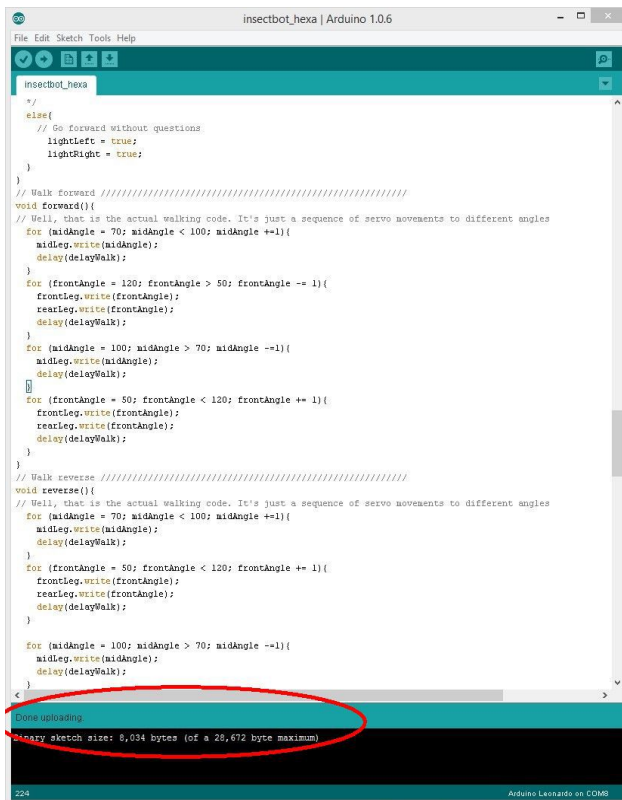 insectbot_hexa | Arduino 1.0.6
File Edit Sketch Tools Help
insectbot_hexa
*/
else{
// Go forward without questions
lightLeft = true;
lightRight = true;
}
}
// Walk forward //////////////////////////////////////////////////////////
void forward(){
// Well, that is the actual walking code. It's just a sequence of servo movements to different angles
for (midAngle = 70; midAngle < 100; midAngle +=1){
midLeg.write(midAngle);
delay(delayWalk);
}
for (frontAngle = 120; frontAngle > 50; frontAngle -= 1){
frontLeg.write(frontAngle);
rearLeg.write(frontAngle);
delay(delayWalk);
}
for (midAngle = 100; midAngle > 70; midAngle -=1){
midLeg.write(midAngle);
delay(delayWalk);
}
for (frontAngle = 50; frontAngle < 120; frontAngle += 1){
frontLeg.write(frontAngle);
rearLeg.write(frontAngle);
delay(delayWalk);
}
}
// Walk reverse //////////////////////////////////////////////////////////
void reverse(){
// Well, that is the actual walking code. It's just a sequence of servo movements to different angles
for (midAngle = 70; midAngle < 100; midAngle +=1){
midLeg.write(midAngle);
delay(delayWalk);
}
for (frontAngle = 50; frontAngle < 120; frontAngle += 1){
frontLeg.write(frontAngle);
rearLeg.write(frontAngle);
delay(delayWalk);
}
for (midAngle = 100; midAngle > 70; midAngle -=1){
midLeg.write(midAngle);
delay(delayWalk);
}
Done uploading.
Binary sketch size: 8,034 bytes (of a 28,672 byte maximum)
224 Arduino Leonardo on COM8